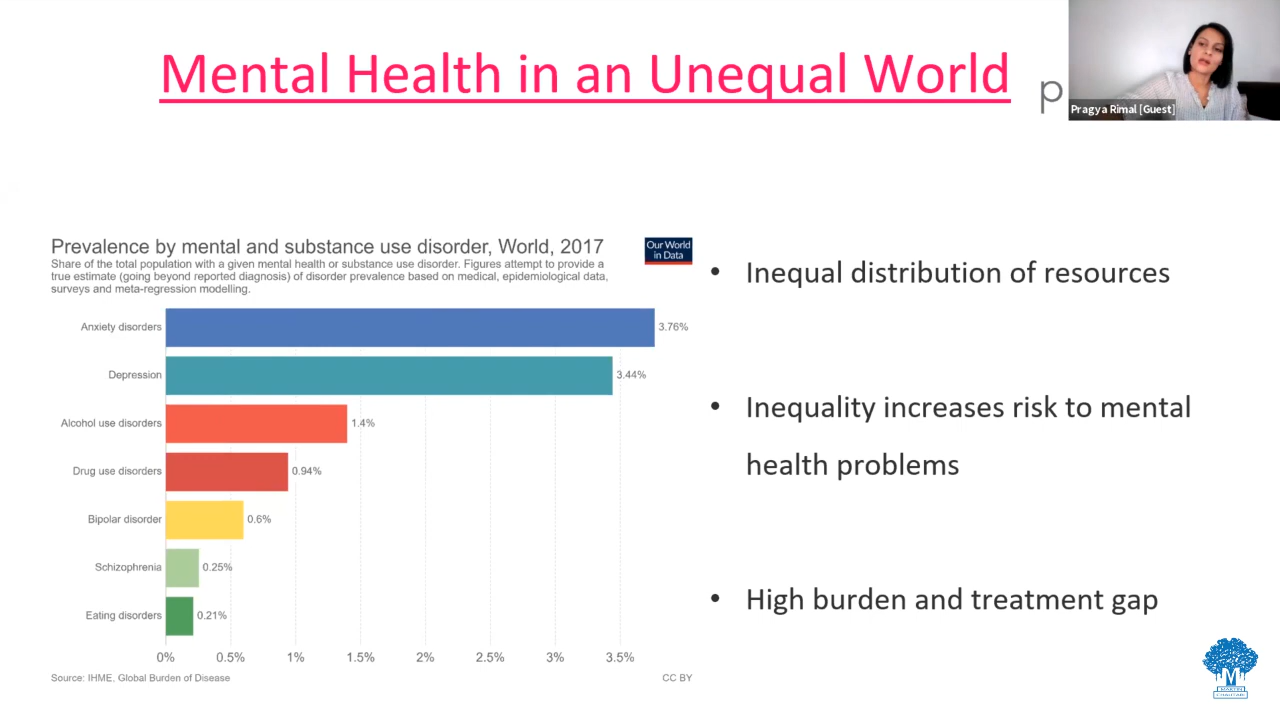 Mental Health in an Unequal World
p
Pragya Rimal [Guest]
Prevalence by mental and substance use disorder, World, 2017
Share of the total population with a given mental health or substance use disorder. Figures attempt to provide a
true estimate (going beyond reported diagnosis) of disorder prevalence based on medical, epidemiological data,
surveys and meta-regression modelling.
Our World
in Data
Anxiety disorders 3.76%
Depression 3.44%
Alcohol use disorders 1.4%
Drug use disorders 0.94%
Bipolar disorder 0.6%
Schizophrenia 0.25%
Eating disorders 0.21%
0% 0.5% 1% 1.5% 2% 2.5% 3% 3.5%
Source: IHME, Global Burden of Disease CC BY
• Inequal distribution of resources
• Inequality increases risk to mental
health problems
• High burden and treatment gap
M
MARTIN
CHAUTARI